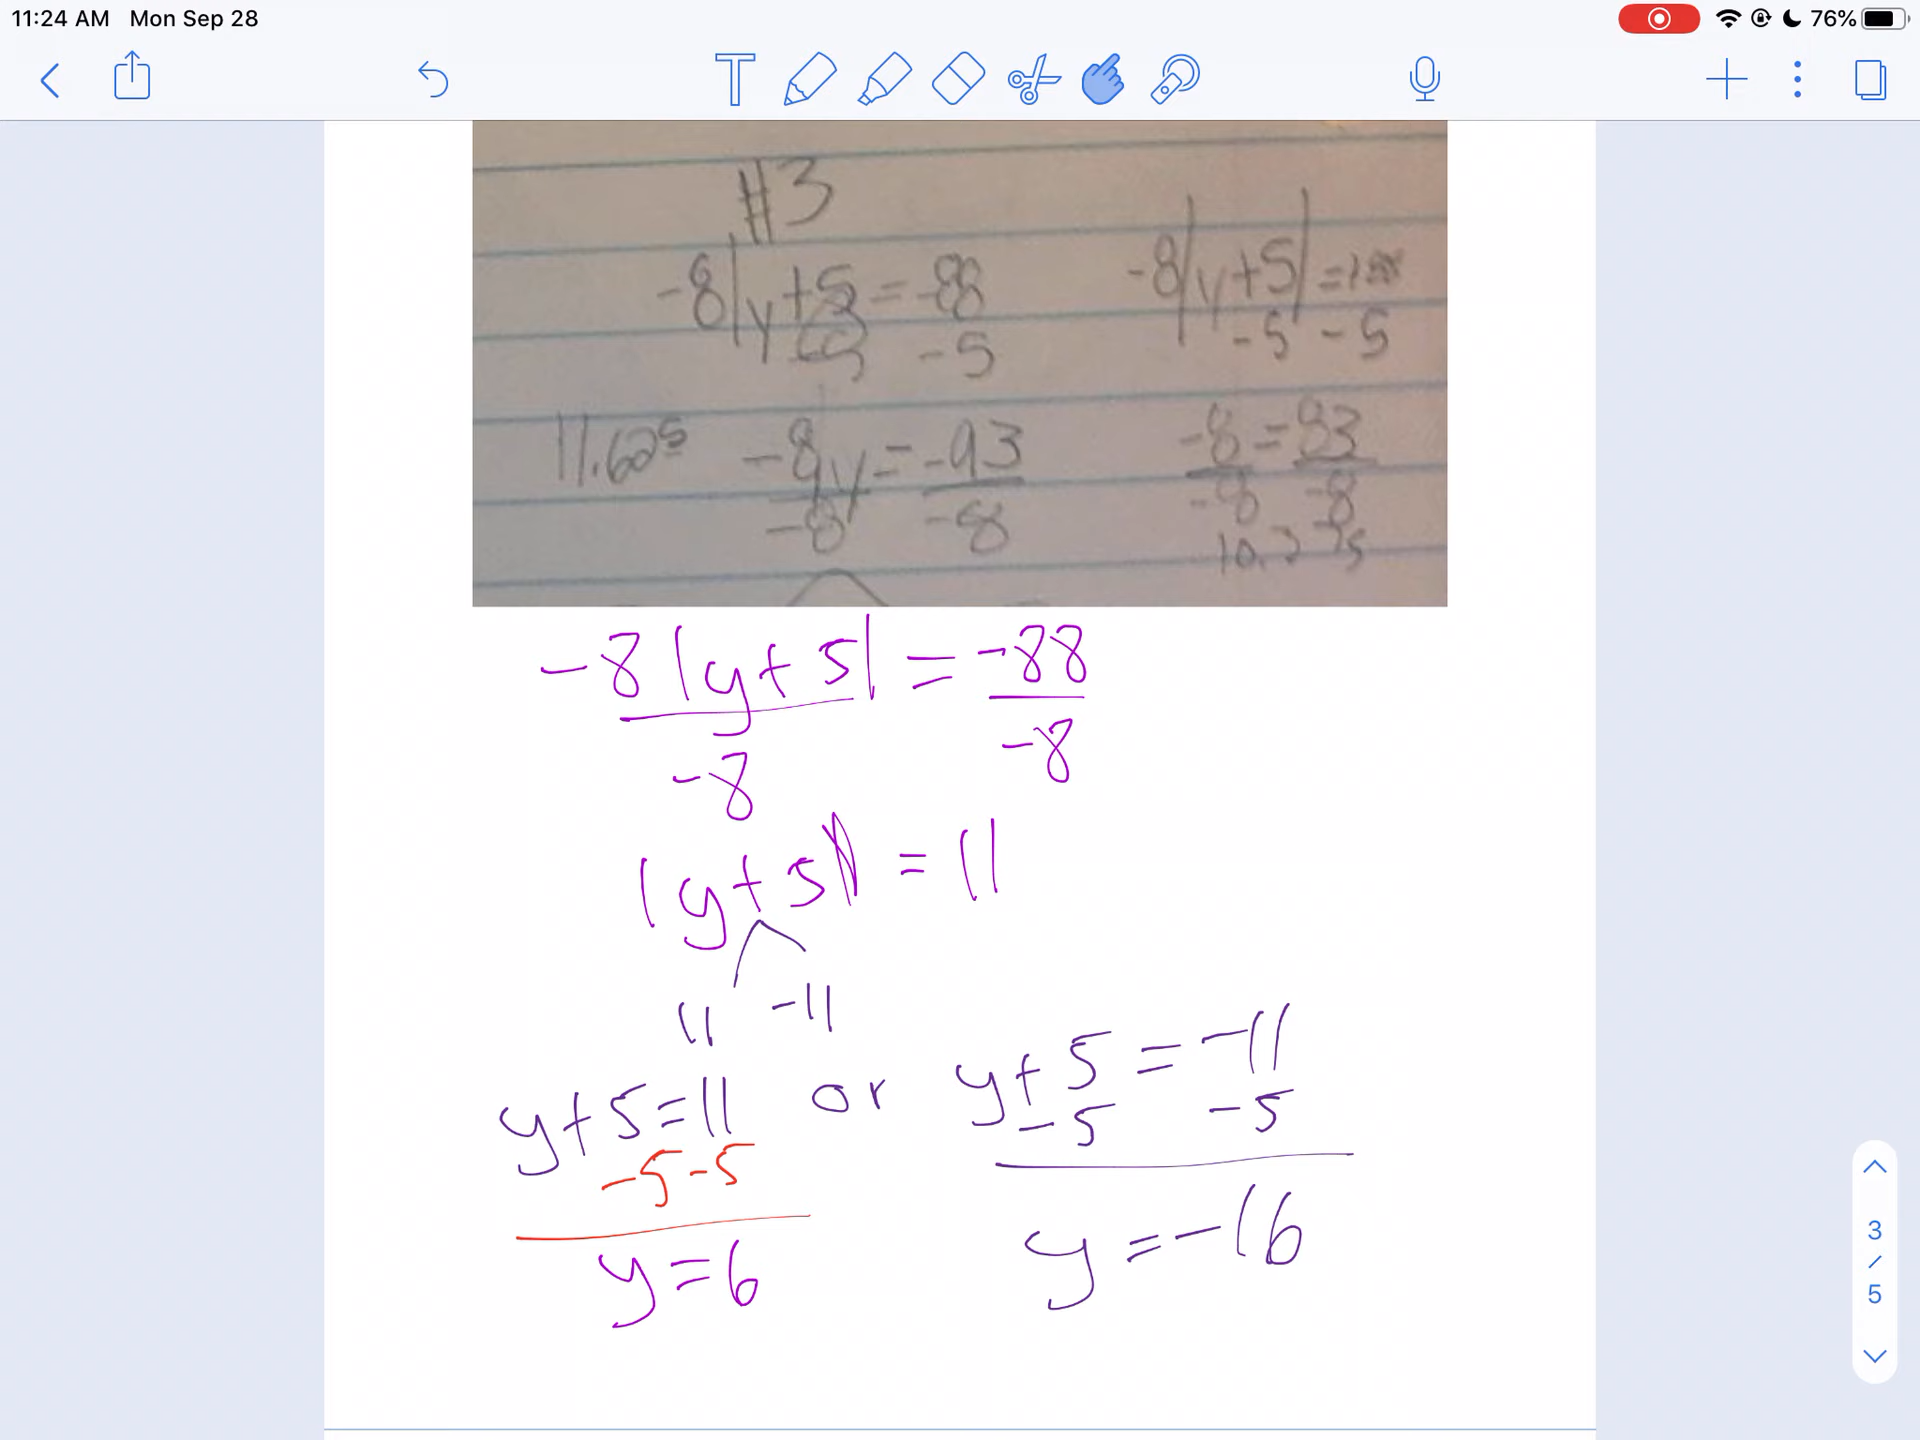 11:24 AM Mon Sep 28
76%
T
#3
-8|y+5 = -88
-5
-8|y+5| =
-5 -5
11.625
-8y = -93
-8 -8
-8 = 83
-8 -8
10.375
-8|y+5| = -88
-8 -8
|y+5| = 11
11 -11
y+5=11 or y+5=-11
-5-5
-5 -5
y=6
y=-16
3
/
5